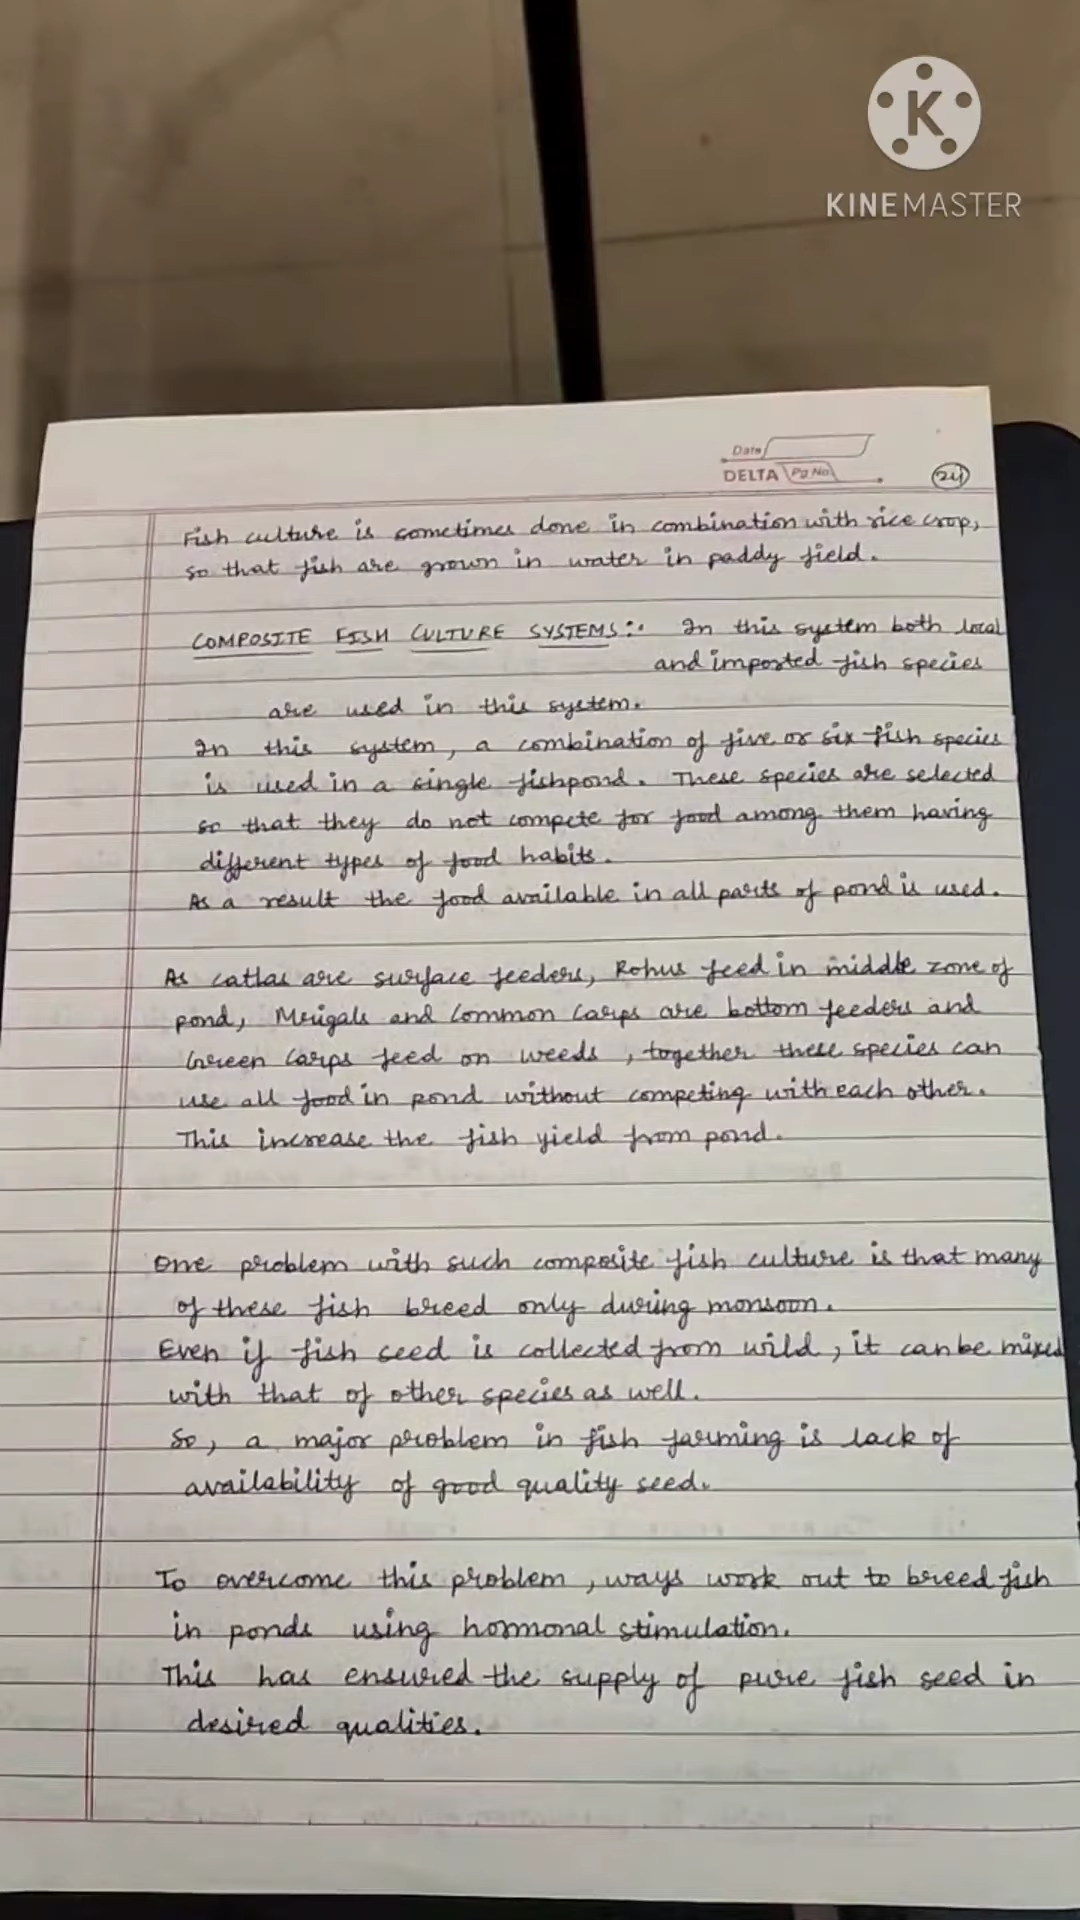 K
KINEMASTER
Date
DELTA Pg No
24
Fish culture is sometimes done in combination with rice crop,
so that fish are grown in water in paddy field.
COMPOSITE FISH CULTURE SYSTEMS:- In this system both local
and imported fish species
are used in this system.
In this system, a combination of five or six fish species
is used in a single fishpond. These species are selected
so that they do not compete for food among them having
different types of food habits.
As a result the food available in all parts of pond is used.
As catlas are surface feeders, Rohus feed in middle zone of
pond, Mrigals and Common Carps are bottom feeders and
Green Carps feed on weeds, together these species can
use all food in pond without competing with each other.
This increase the fish yield from pond.
One problem with such composite fish culture is that many
of these fish breed only during monsoon.
Even if fish seed is collected from wild, it can be mixed
with that of other species as well.
So, a major problem in fish farming is lack of
availability of good quality seed.
To overcome this problem, ways work out to breed fish
in ponds using hormonal stimulation.
This has ensured the supply of pure fish seed in
desired qualities.